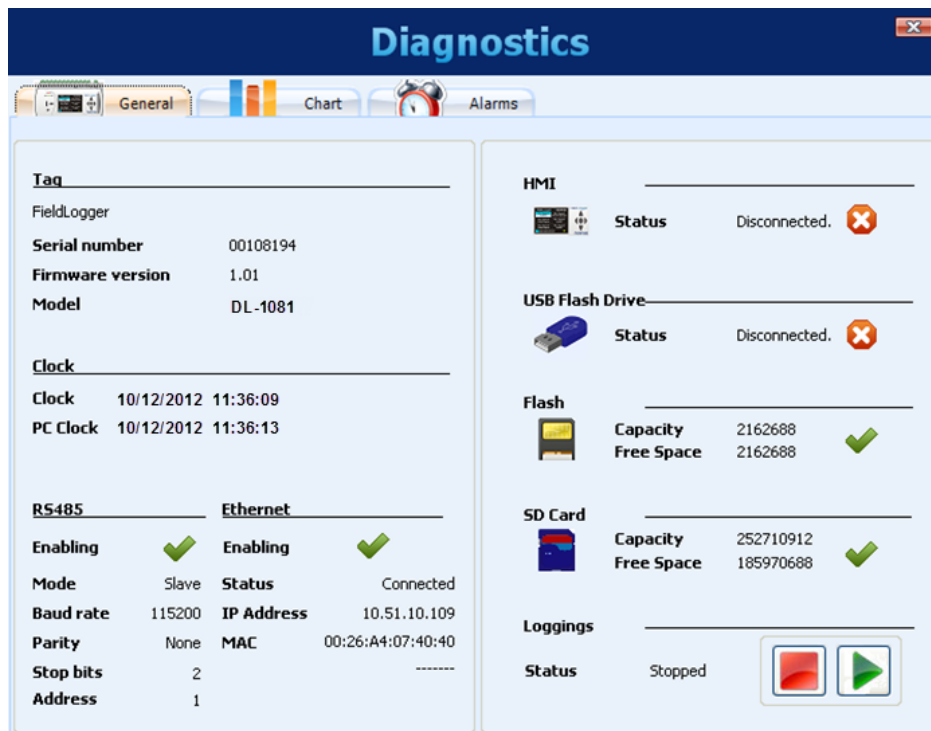 Diagnostics
General Chart Alarms
Tag
FieldLogger
Serial number 00108194
Firmware version 1.01
Model DL-1081
Clock
Clock 10/12/2012 11:36:09
PC Clock 10/12/2012 11:36:13
RS485 Ethernet
Enabling Enabling
Mode Slave Status Connected
Baud rate 115200 IP Address 10.51.10.109
Parity None MAC 00:26:A4:07:40:40
Stop bits 2 -------
Address 1
HMI
Status Disconnected.
USB Flash Drive
Status Disconnected.
Flash
Capacity 2162688
Free Space 2162688
SD Card
Capacity 252710912
Free Space 185970688
Loggings
Status Stopped